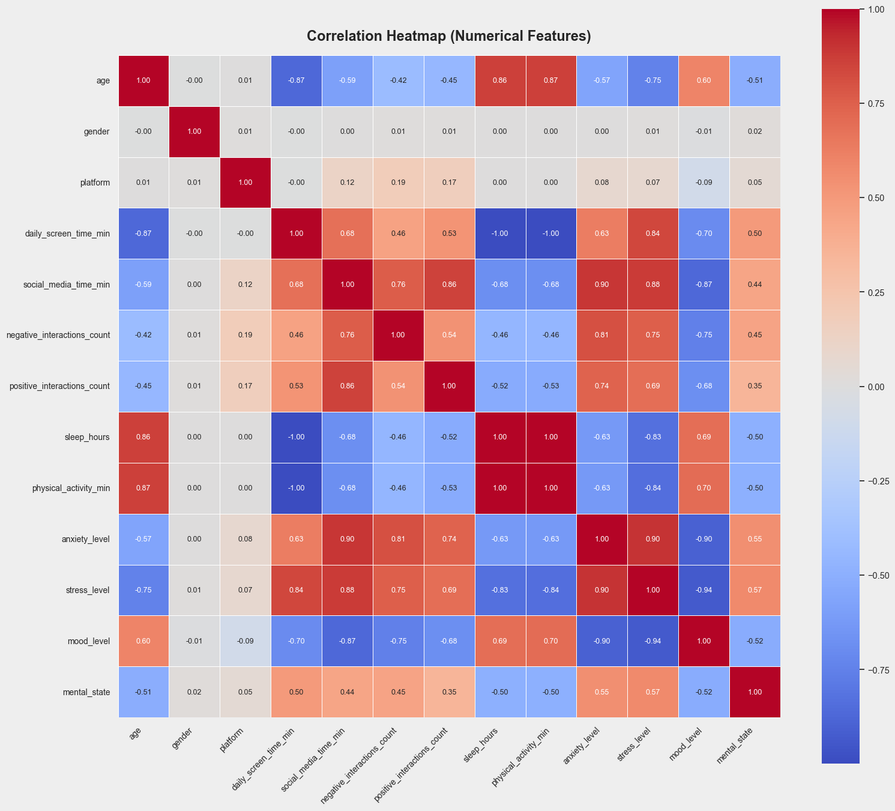 Correlation Heatmap (Numerical Features)
age 1.00 -0.00 0.01 -0.87 -0.59 -0.42 -0.45 0.86 0.87 -0.57 -0.75 0.60 -0.51
gender -0.00 1.00 0.01 -0.00 0.00 0.01 0.01 0.00 0.00 0.00 0.01 -0.01 0.02
platform 0.01 0.01 1.00 -0.00 0.12 0.19 0.17 0.00 0.00 0.08 0.07 -0.09 0.05
daily_screen_time_min -0.87 -0.00 -0.00 1.00 0.68 0.46 0.53 -1.00 -1.00 0.63 0.84 -0.70 0.50
social_media_time_min -0.59 0.00 0.12 0.68 1.00 0.76 0.86 -0.68 -0.68 0.90 0.88 -0.87 0.44
negative_interactions_count -0.42 0.01 0.19 0.46 0.76 1.00 0.54 -0.46 -0.46 0.81 0.75 -0.75 0.45
positive_interactions_count -0.45 0.01 0.17 0.53 0.86 0.54 1.00 -0.52 -0.53 0.74 0.69 -0.68 0.35
sleep_hours 0.86 0.00 0.00 -1.00 -0.68 -0.46 -0.52 1.00 1.00 -0.63 -0.83 0.69 -0.50
physical_activity_min 0.87 0.00 0.00 -1.00 -0.68 -0.46 -0.53 1.00 1.00 -0.63 -0.84 0.70 -0.50
anxiety_level -0.57 0.00 0.08 0.63 0.90 0.81 0.74 -0.63 -0.63 1.00 0.90 -0.90 0.55
stress_level -0.75 0.01 0.07 0.84 0.88 0.75 0.69 -0.83 -0.84 0.90 1.00 -0.94 0.57
mood_level 0.60 -0.01 -0.09 -0.70 -0.87 -0.75 -0.68 0.69 0.70 -0.90 -0.94 1.00 -0.52
mental_state -0.51 0.02 0.05 0.50 0.44 0.45 0.35 -0.50 -0.50 0.55 0.57 -0.52 1.00
age
gender
platform
daily_screen_time_min
social_media_time_min
negative_interactions_count
positive_interactions_count
sleep_hours
physical_activity_min
anxiety_level
stress_level
mood_level
mental_state
1.00
0.75
0.50
0.25
0.00
−0.25
−0.50
−0.75